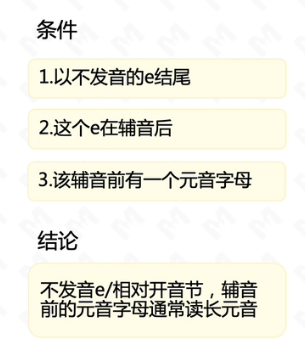 条件
1.以不发音的e结尾
2.这个e在辅音后
3.该辅音前有一个元音字母
结论
不发音e/相对开音节，辅音
前的元音字母通常读长元音